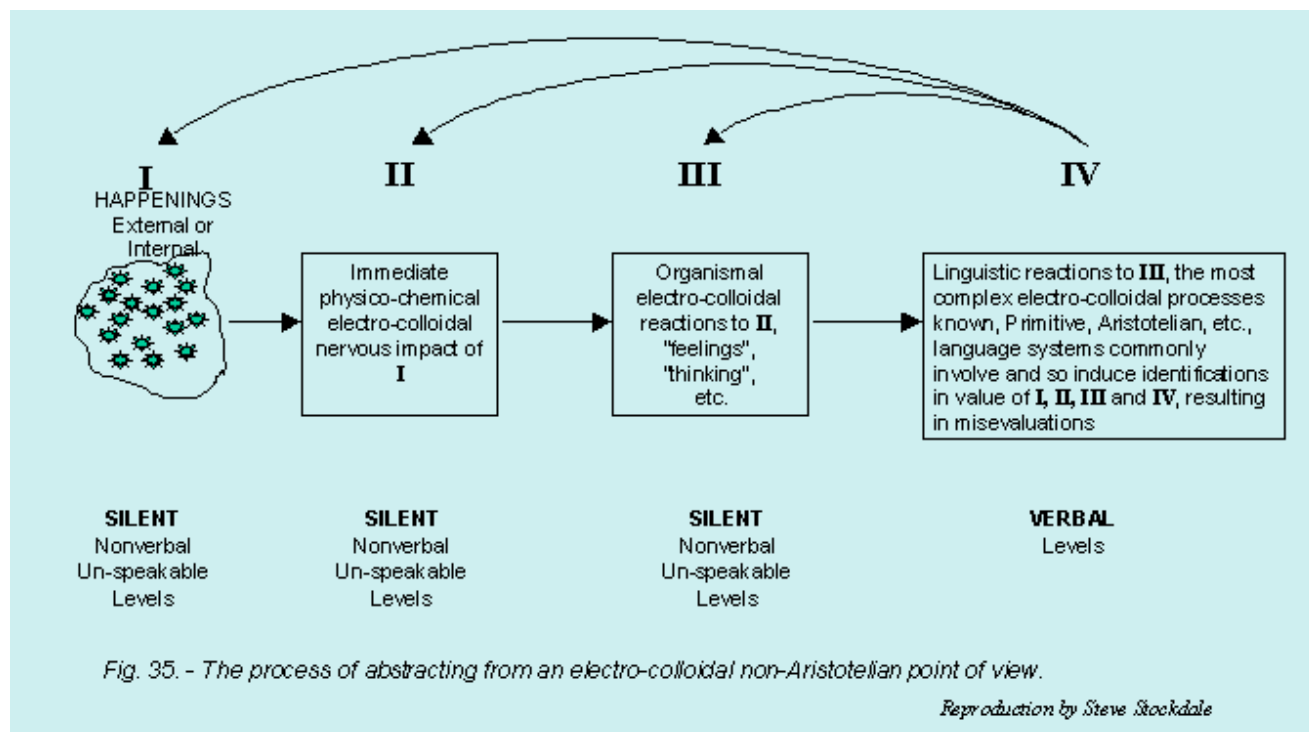 I
II
III
IV
HAPPENINGS
External or
Internal
Immediate
physico-chemical
electro-colloidal
nervous impact of
I
Organismal
electro-colloidal
reactions to II,
"feelings",
"thinking",
etc.
Linguistic reactions to III, the most
complex electro-colloidal processes
known, Primitive, Aristotelian, etc.,
language systems commonly
involve and so induce identifications
in value of I, II, III and IV, resulting
in misevaluations
SILENT
Nonverbal
Un-speakable
Levels
SILENT
Nonverbal
Un-speakable
Levels
SILENT
Nonverbal
Un-speakable
Levels
VERBAL
Levels
Fig. 35. - The process of abstracting from an electro-colloidal non-Aristotelian point of view.
Reproduction by Steve Stockdale